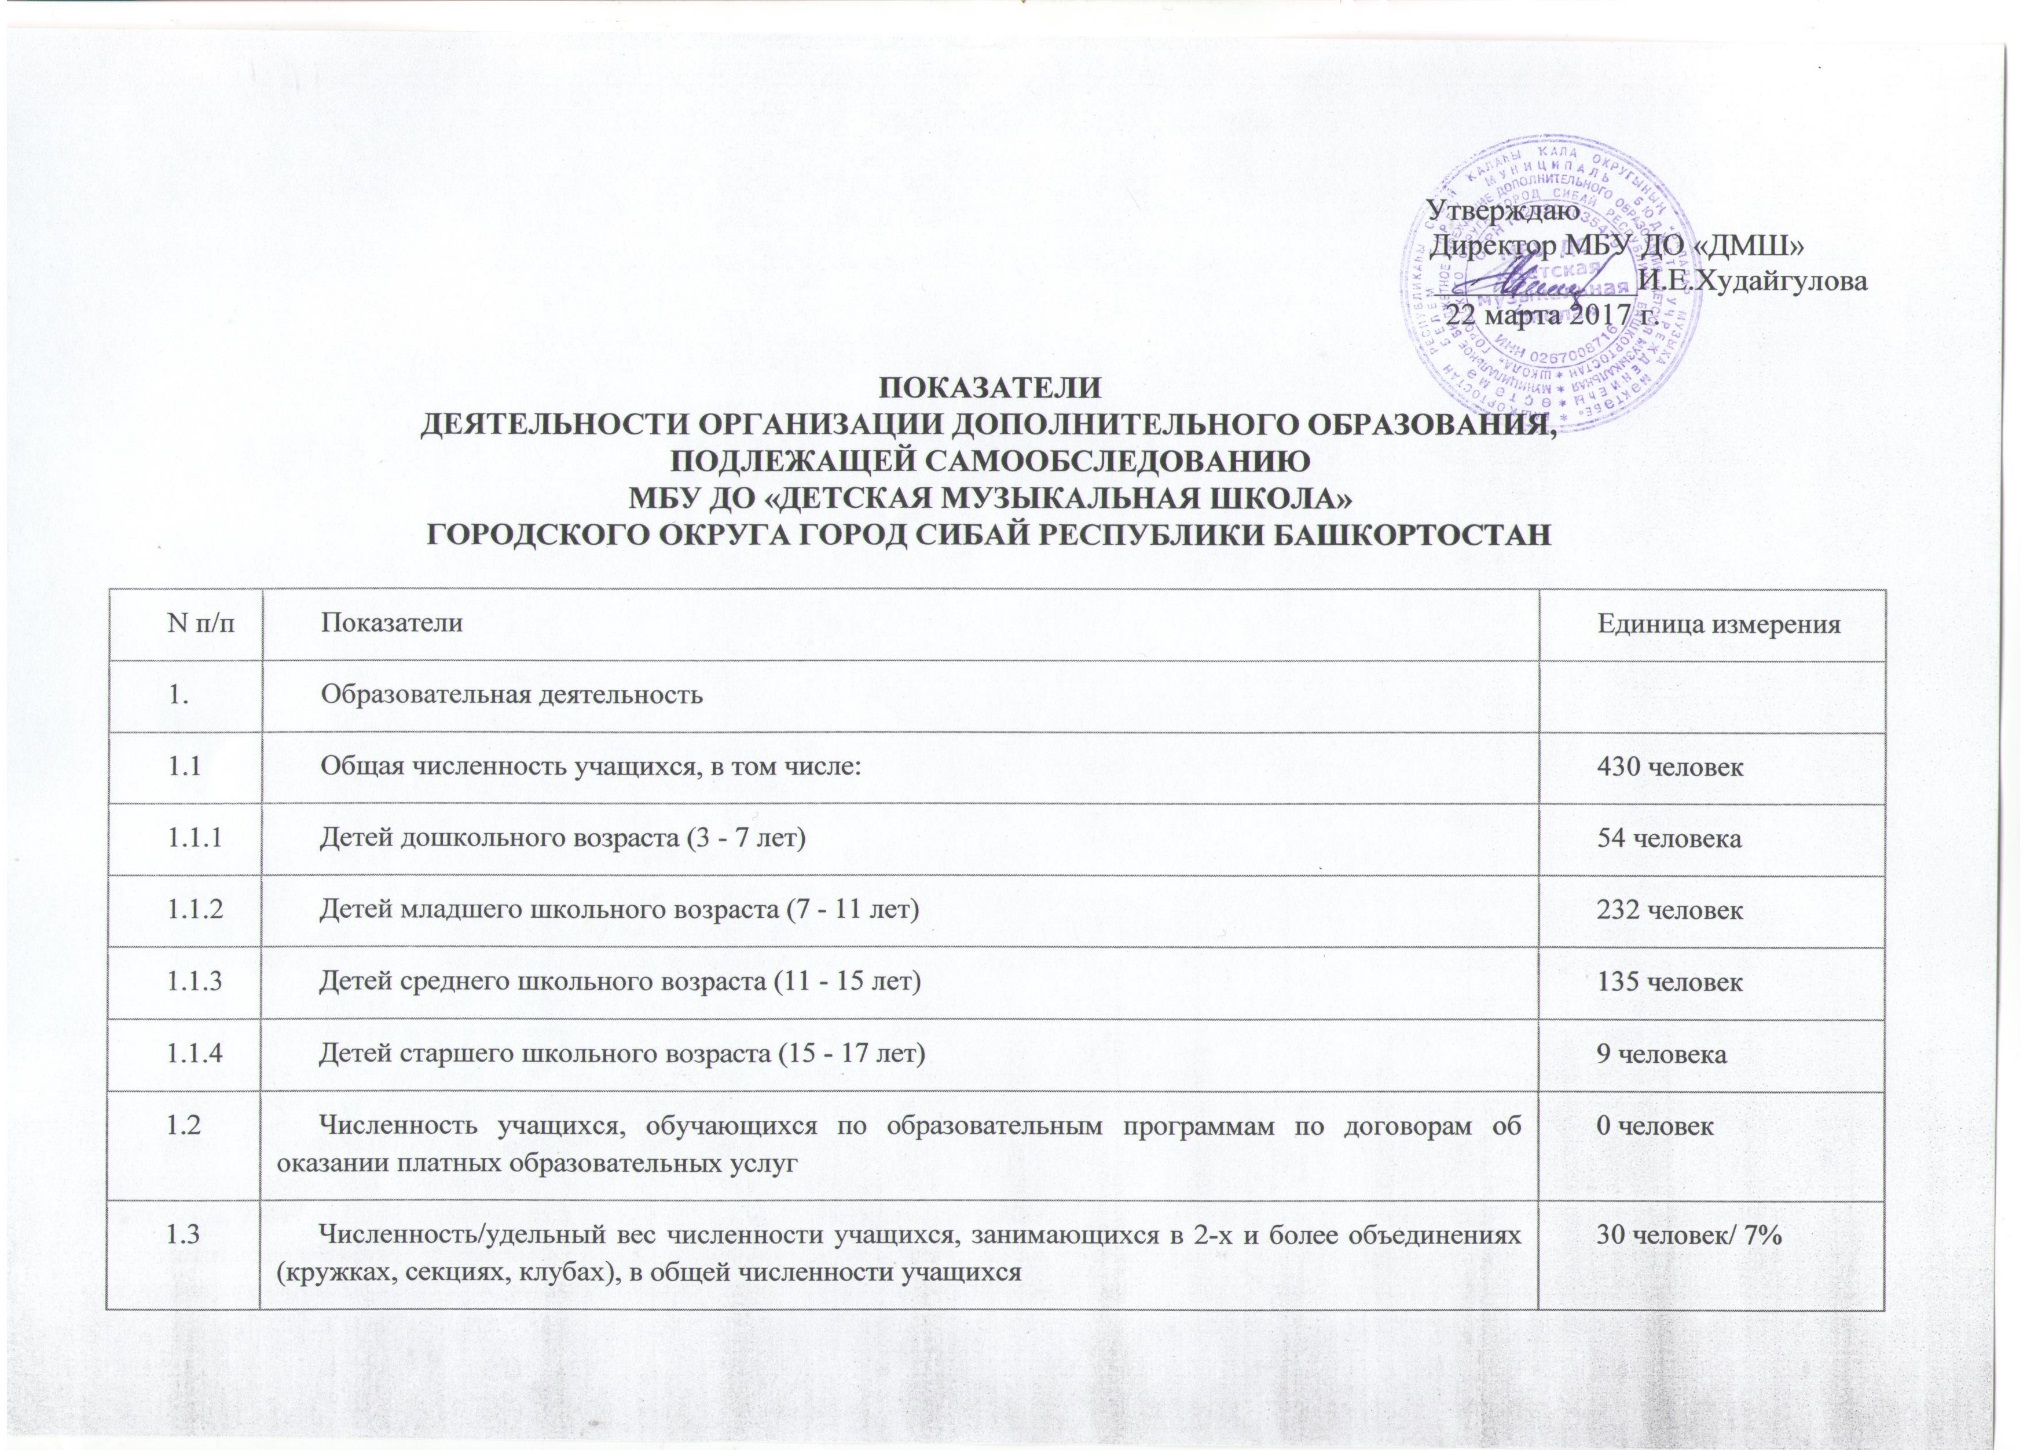 Утверждаю
Директор МБУ ДО «ДМШ»
И.Е.Худайгулова
22 марта 2017 г.
ИНН 0267008716
ПОКАЗАТЕЛИ
ДЕЯТЕЛЬНОСТИ ОРГАНИЗАЦИИ ДОПОЛНИТЕЛЬНОГО ОБРАЗОВАНИЯ,
ПОДЛЕЖАЩЕЙ САМООБСЛЕДОВАНИЮ
МБУ ДО «ДЕТСКАЯ МУЗЫКАЛЬНАЯ ШКОЛА»
ГОРОДСКОГО ОКРУГА ГОРОД СИБАЙ РЕСПУБЛИКИ БАШКОРТОСТАН
N п/п Показатели Единица измерения
1. Образовательная деятельность
1.1 Общая численность учащихся, в том числе: 430 человек
1.1.1 Детей дошкольного возраста (3 - 7 лет) 54 человека
1.1.2 Детей младшего школьного возраста (7 - 11 лет) 232 человек
1.1.3 Детей среднего школьного возраста (11 - 15 лет) 135 человек
1.1.4 Детей старшего школьного возраста (15 - 17 лет) 9 человека
1.2 Численность учащихся, обучающихся по образовательным программам по договорам об 0 человек
оказании платных образовательных услуг
1.3 Численность/удельный вес численности учащихся, занимающихся в 2-х и более объединениях 30 человек/ 7%
(кружках, секциях, клубах), в общей численности учащихся